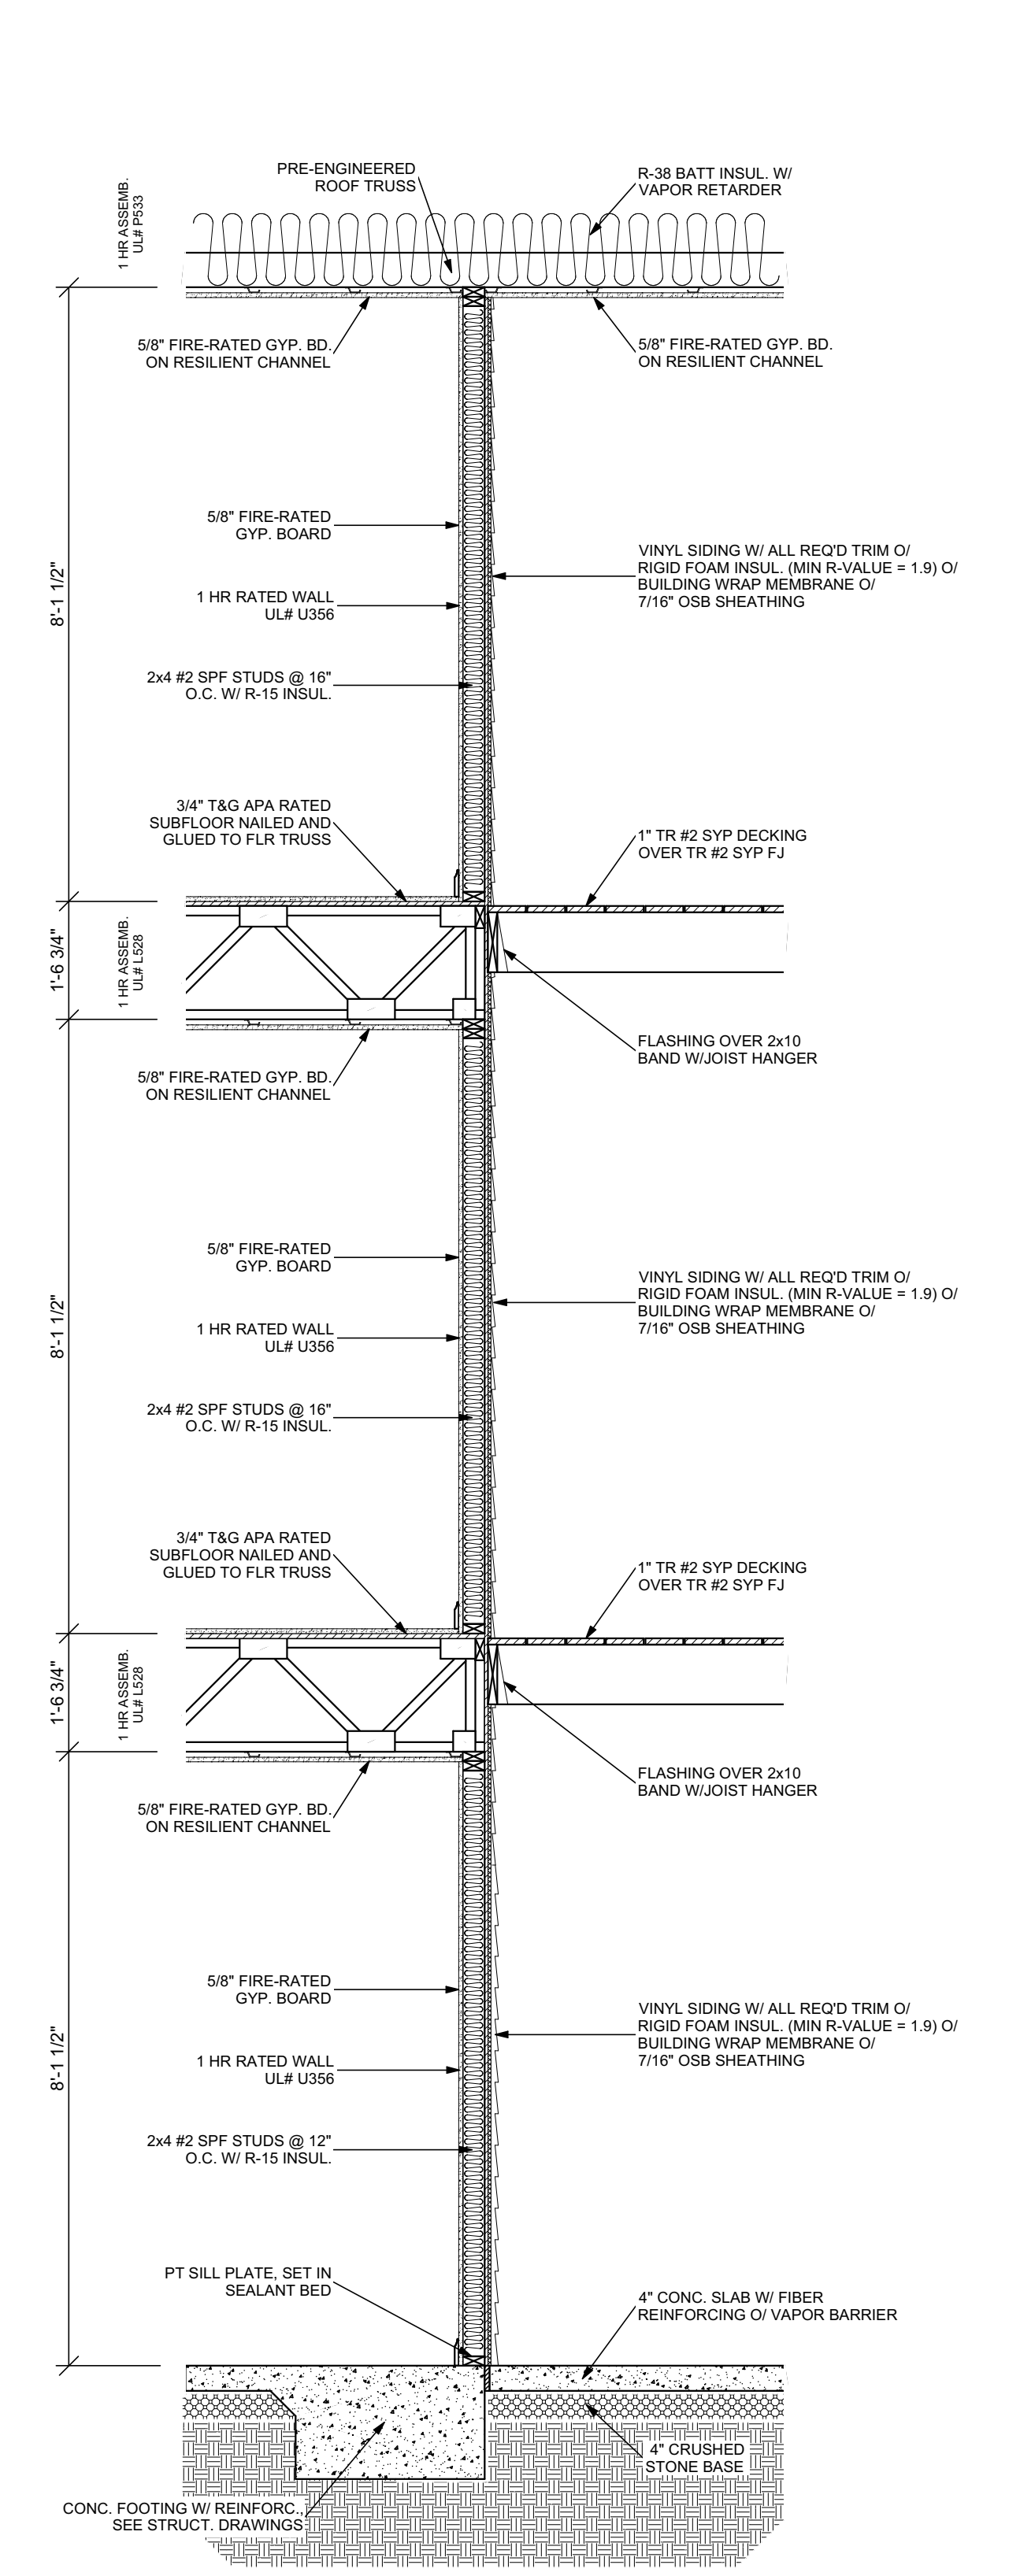 PRE-ENGINEERED
ROOF TRUSS
R-38 BATT INSUL. W/
VAPOR RETARDER
1 HR ASSEMB.
UL# P533
5/8" FIRE-RATED GYP. BD.
ON RESILIENT CHANNEL
5/8" FIRE-RATED GYP. BD.
ON RESILIENT CHANNEL
8'-1 1/2"
5/8" FIRE-RATED
GYP. BOARD
VINYL SIDING W/ ALL REQ'D TRIM O/
RIGID FOAM INSUL. (MIN R-VALUE = 1.9) O/
BUILDING WRAP MEMBRANE O/
7/16" OSB SHEATHING
1 HR RATED WALL
UL# U356
2x4 #2 SPF STUDS @ 16"
O.C. W/ R-15 INSUL.
3/4" T&G APA RATED
SUBFLOOR NAILED AND
GLUED TO FLR TRUSS
1" TR #2 SYP DECKING
OVER TR #2 SYP FJ
1'-6 3/4"
1 HR ASSEMB.
UL# L528
FLASHING OVER 2x10
BAND W/JOIST HANGER
5/8" FIRE-RATED GYP. BD.
ON RESILIENT CHANNEL
8'-1 1/2"
5/8" FIRE-RATED
GYP. BOARD
VINYL SIDING W/ ALL REQ'D TRIM O/
RIGID FOAM INSUL. (MIN R-VALUE = 1.9) O/
BUILDING WRAP MEMBRANE O/
7/16" OSB SHEATHING
1 HR RATED WALL
UL# U356
2x4 #2 SPF STUDS @ 16"
O.C. W/ R-15 INSUL.
3/4" T&G APA RATED
SUBFLOOR NAILED AND
GLUED TO FLR TRUSS
1" TR #2 SYP DECKING
OVER TR #2 SYP FJ
1'-6 3/4"
1 HR ASSEMB.
UL# L528
FLASHING OVER 2x10
BAND W/JOIST HANGER
5/8" FIRE-RATED GYP. BD.
ON RESILIENT CHANNEL
8'-1 1/2"
5/8" FIRE-RATED
GYP. BOARD
VINYL SIDING W/ ALL REQ'D TRIM O/
RIGID FOAM INSUL. (MIN R-VALUE = 1.9) O/
BUILDING WRAP MEMBRANE O/
7/16" OSB SHEATHING
1 HR RATED WALL
UL# U356
2x4 #2 SPF STUDS @ 12"
O.C. W/ R-15 INSUL.
PT SILL PLATE, SET IN
SEALANT BED
4" CONC. SLAB W/ FIBER
REINFORCING O/ VAPOR BARRIER
4" CRUSHED
STONE BASE
CONC. FOOTING W/ REINFORC.,
SEE STRUCT. DRAWINGS